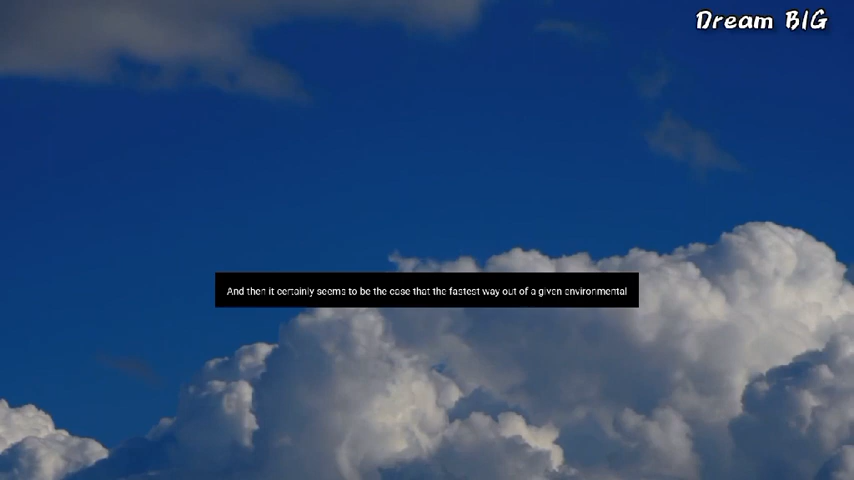 Dream BIG
And then it certainly seems to be the case that the fastest way out of a given environmental